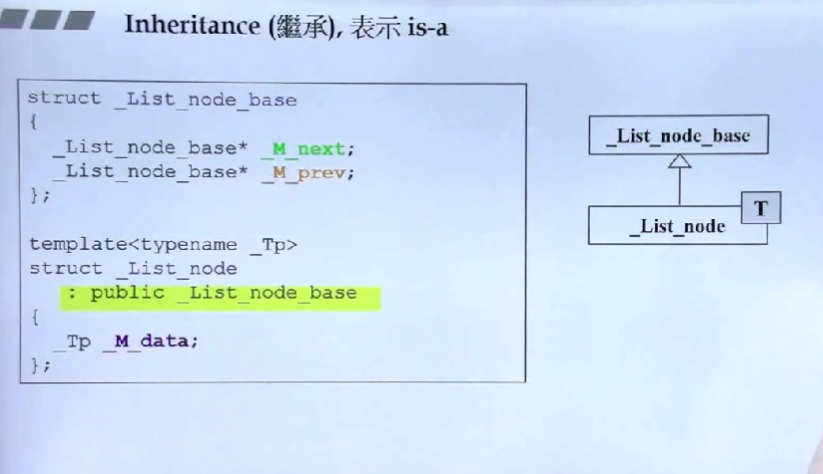 Inheritance (繼承), 表示 is-a
struct _List_node_base
{
_List_node_base* _M_next;
_List_node_base* _M_prev;
};
template<typename _Tp>
struct _List_node
: public _List_node_base
{
_Tp _M_data;
};
_List_node_base
T
_List_node